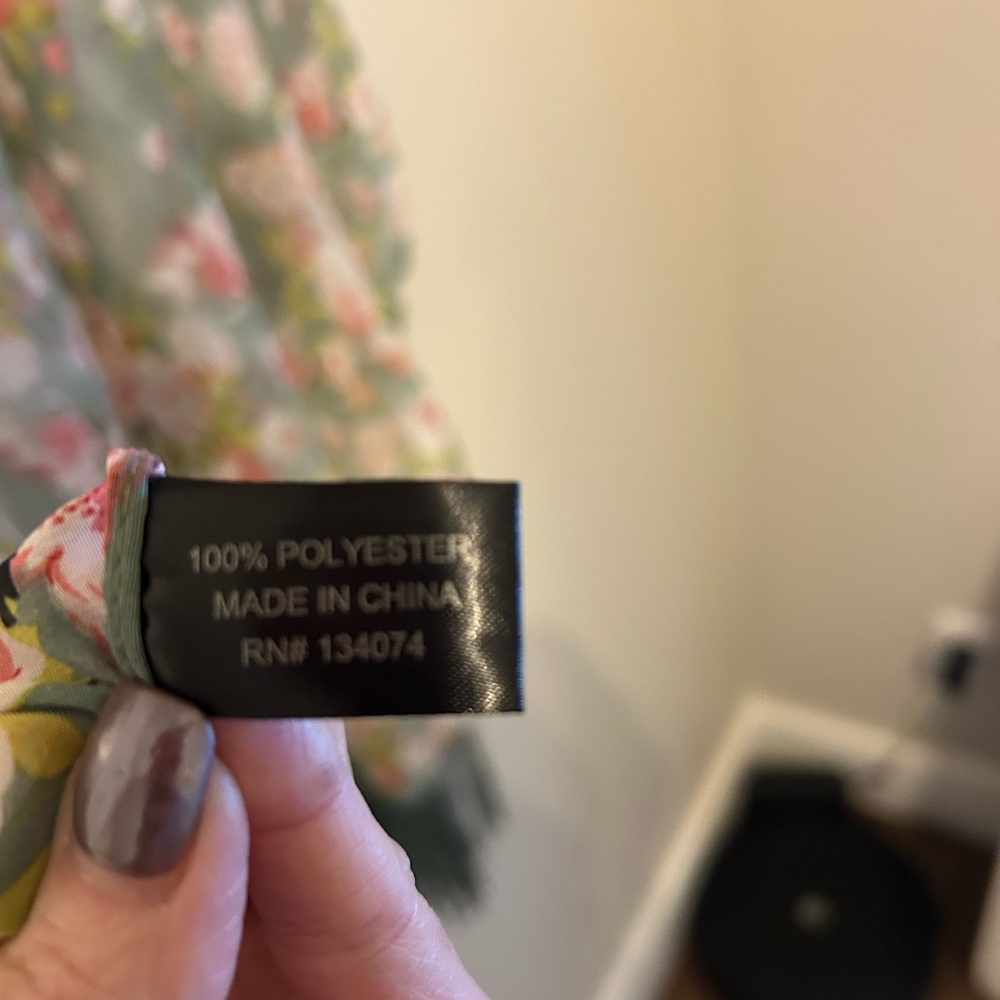 100% POLYESTER
MADE IN CHINA
RN# 134074